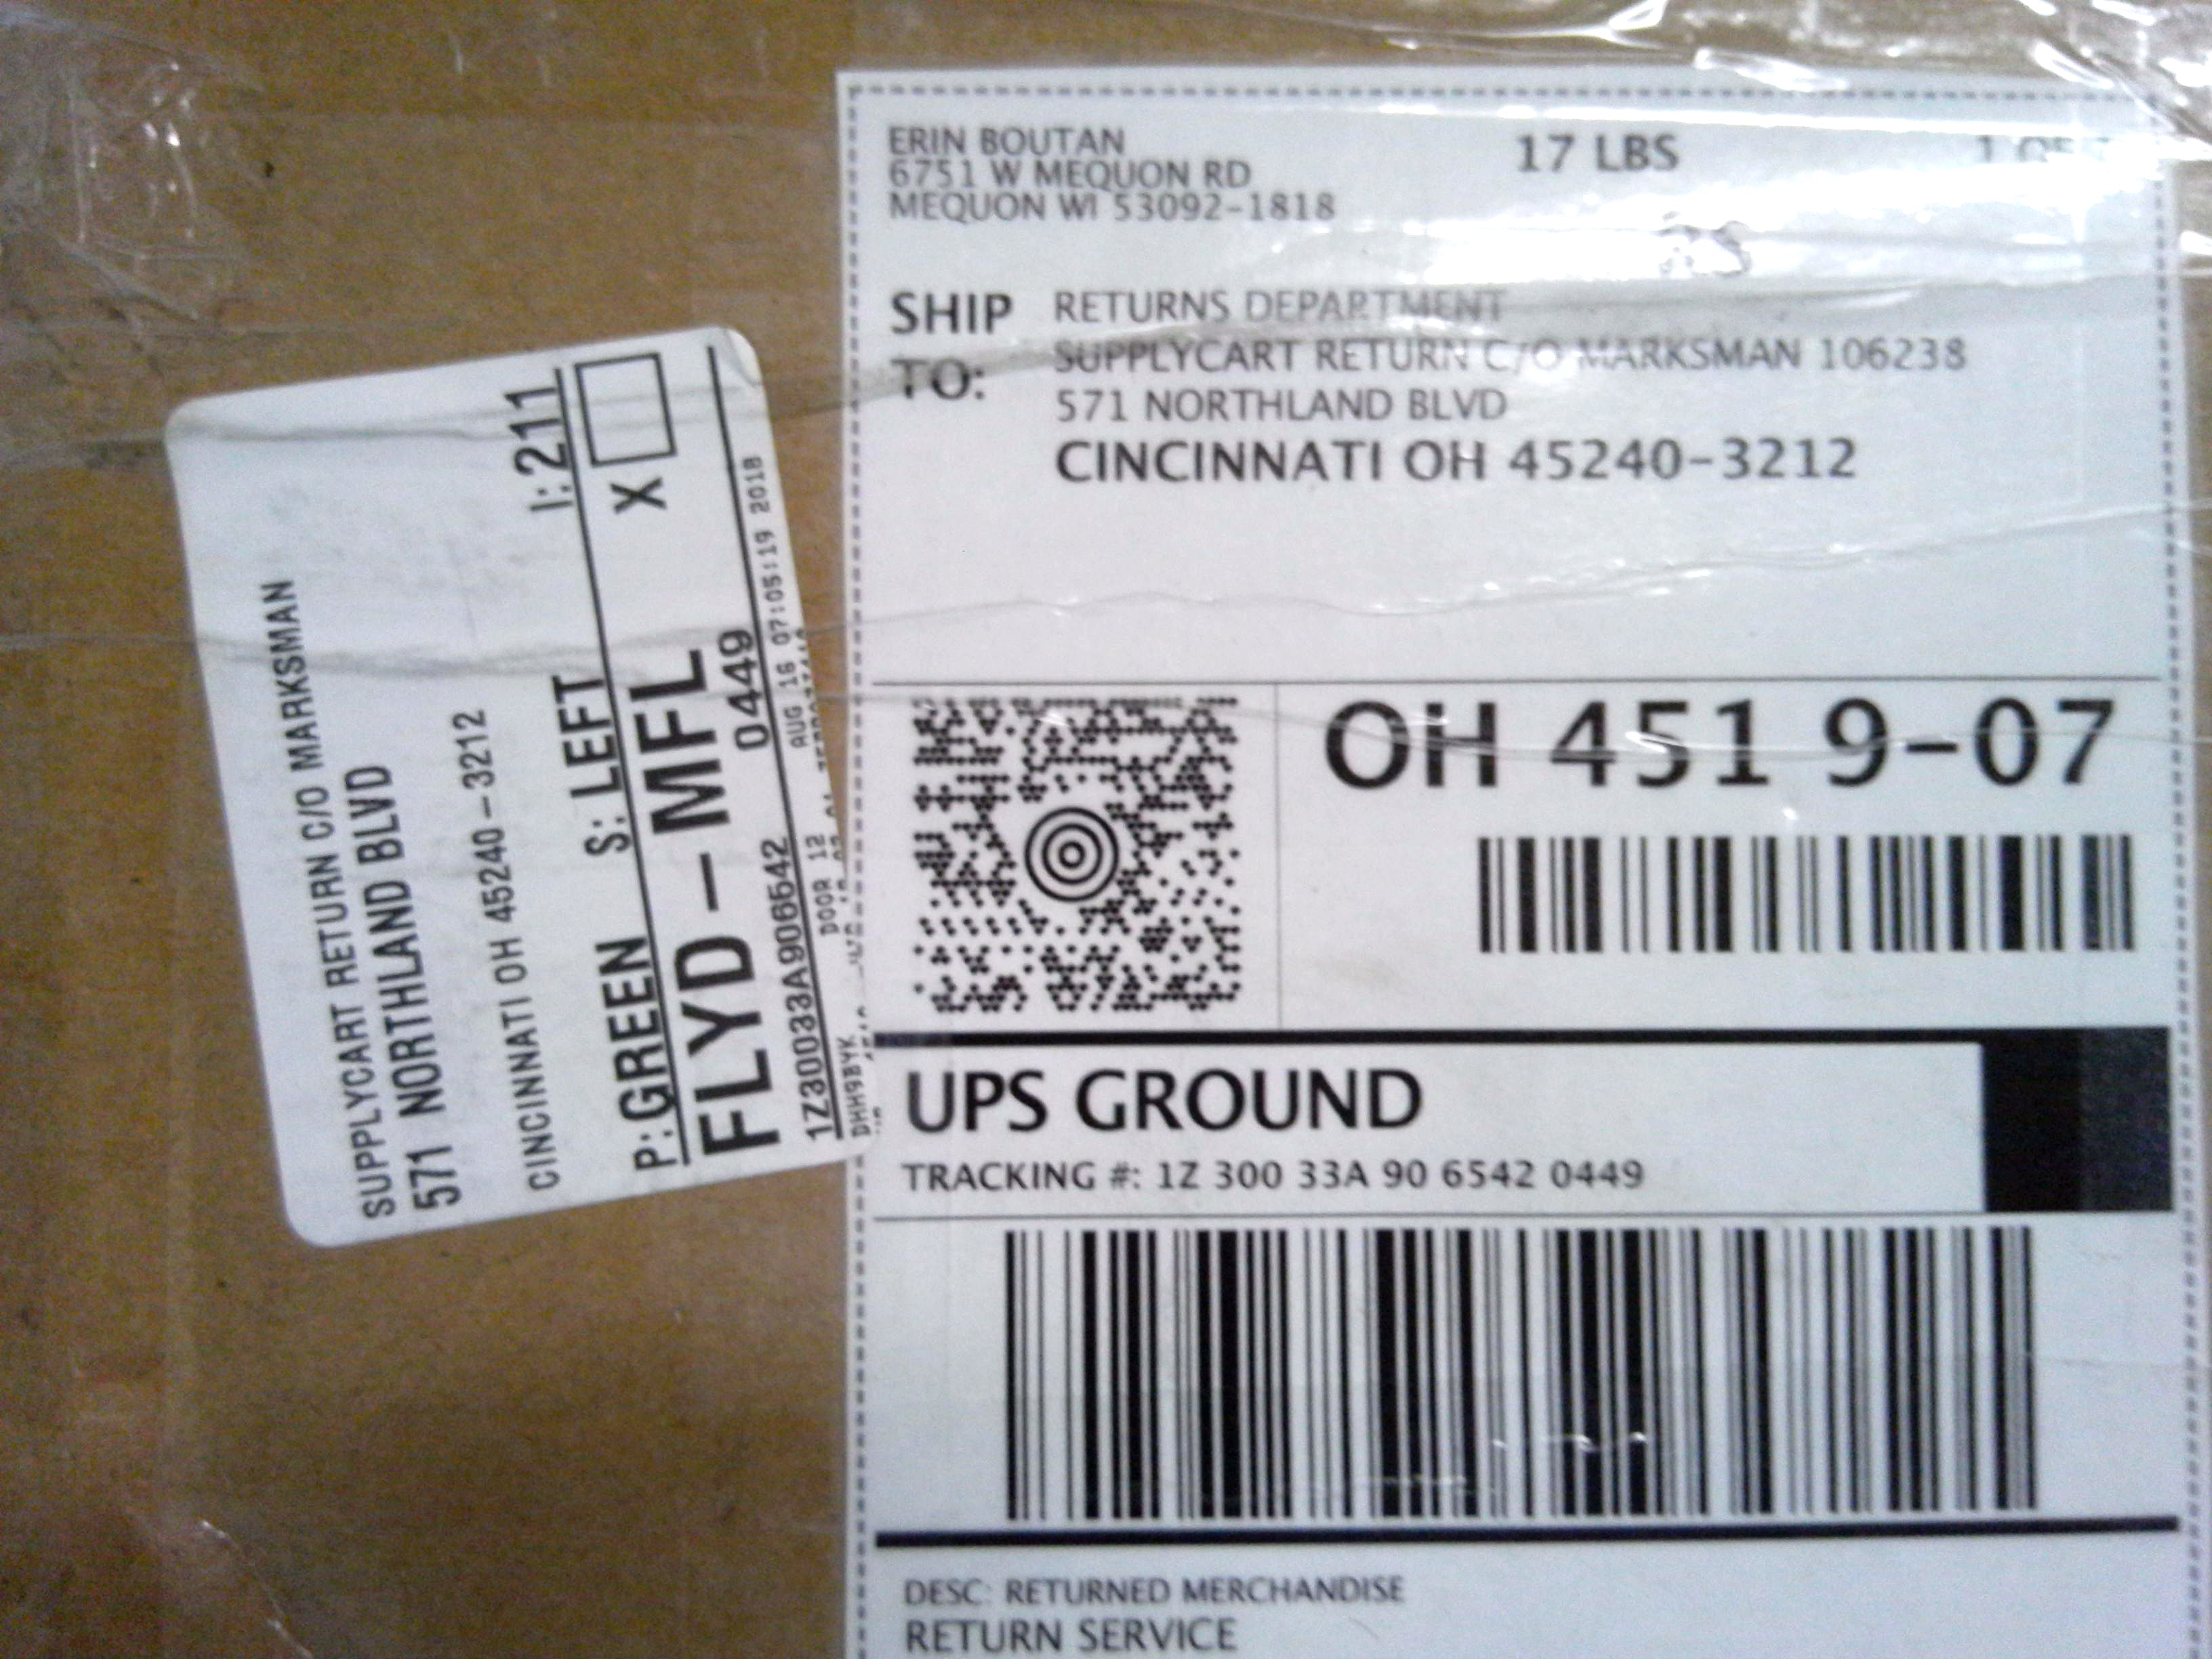 ERIN BOUTAN
6751 W MEQUON RD
MEQUON WI 53092-1818
17 LBS
RS
SHIP TO:
RETURNS DEPARTMENT
SUPPLYCART RETURN C/O MARKSMAN 106238
571 NORTHLAND BLVD
CINCINNATI OH 45240-3212
OH 451 9-07
UPS GROUND
TRACKING #: 1Z 300 33A 90 6542 0449
DESC: RETURNED MERCHANDISE
RETURN SERVICE
SUPPLYCART RETURN C/O MARKSMAN
571 NORTHLAND BLVD
CINCINNATI OH 45240-3212
I:211
P:GREEN S: LEFT
FLYD-MFL X
1Z30033A906542 0449
DOOR 12 AUG 16 07:05:19 2018